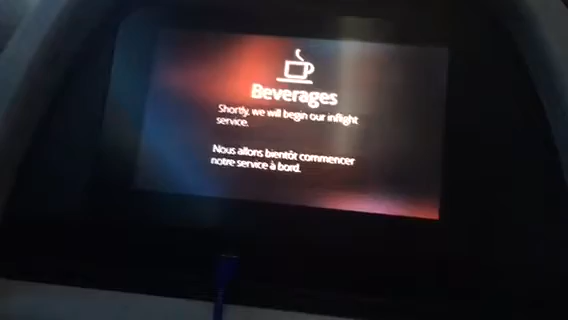 Beverages
Shortly, we will begin our inflight
service.
Nous allons bientôt commencer
notre service à bord.